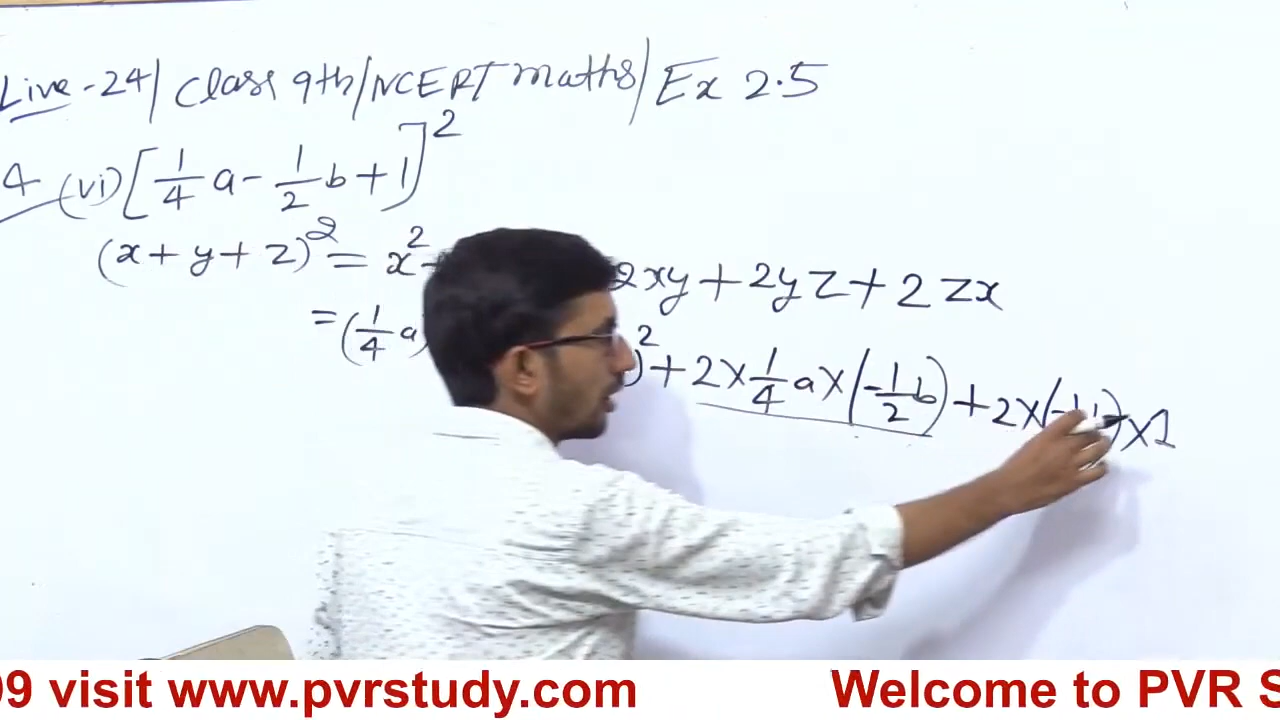 Live-24/ Class 9th/NCERT maths/ Ex 2.5
4 (vi) [1/4 a - 1/2 b + 1]²
(x + y + z)² = x² + 2xy + 2yz + 2zx
= (1/4 a) )² + 2 × 1/4 a × (-1/2 b) + 2 × (-1 ) × 1
99 visit www.pvrstudy.com Welcome to PVR S